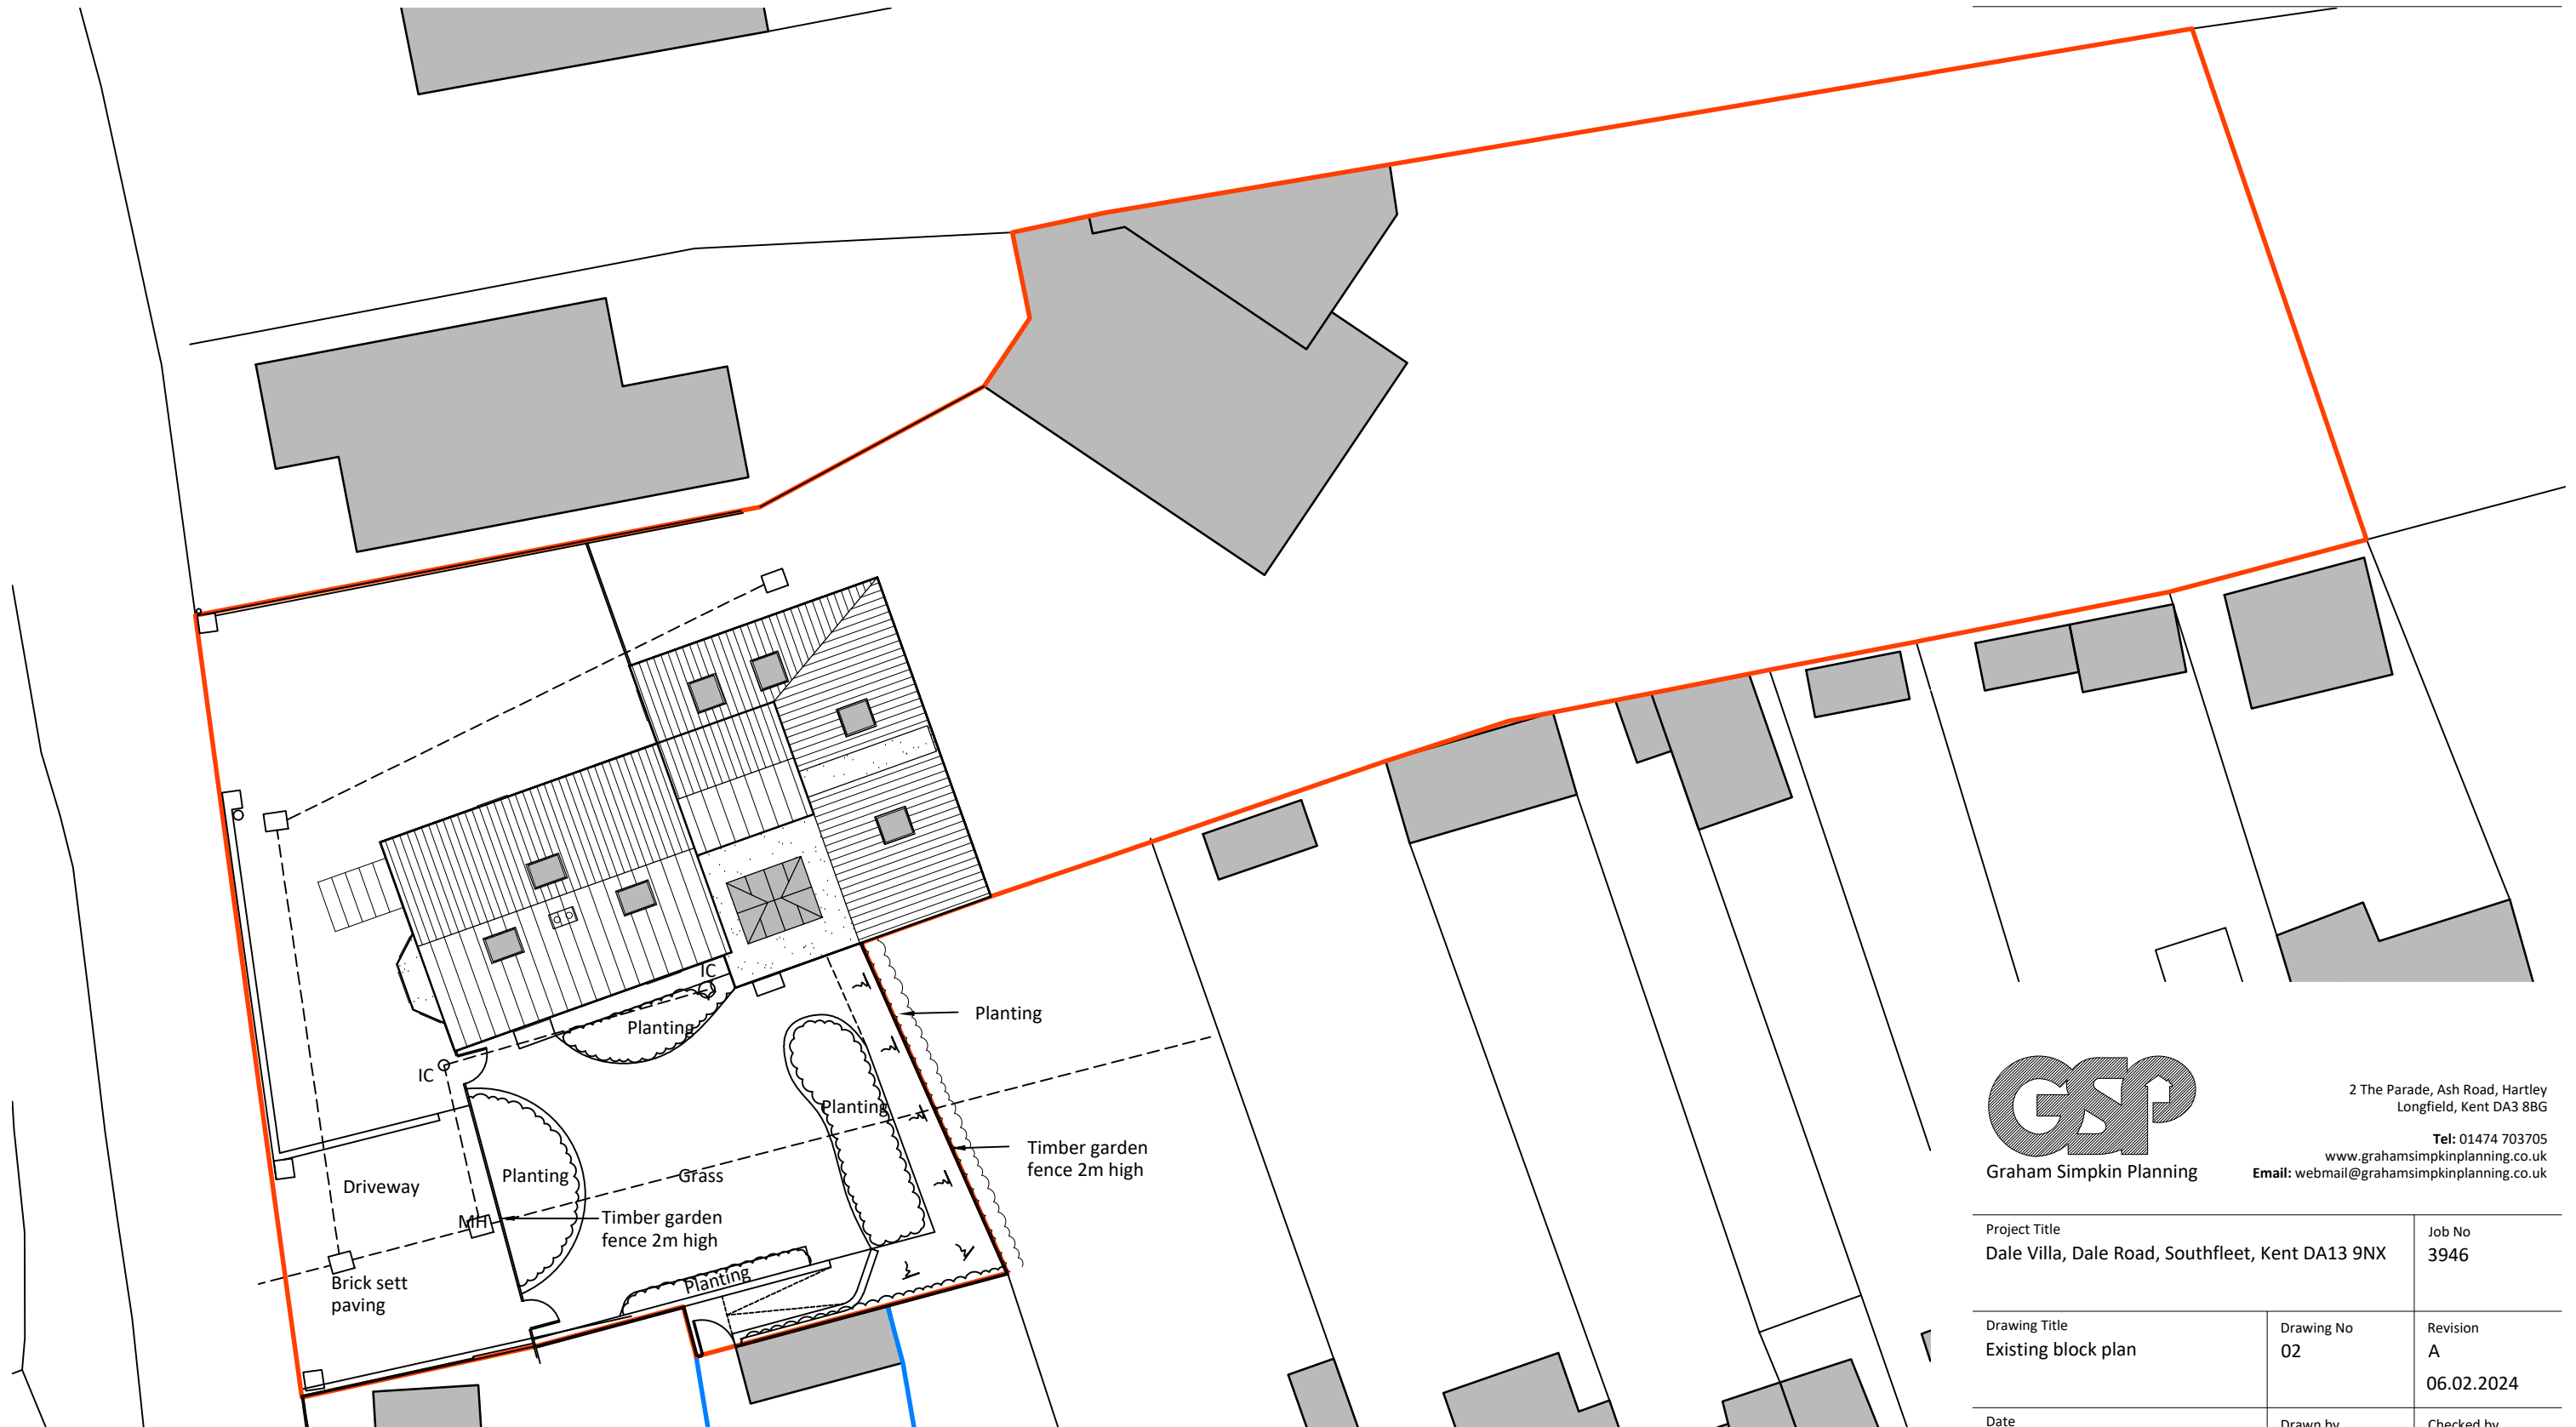 IC
Planting
Planting
IC
Planting
Planting
Timber garden
fence 2m high
Driveway
Grass
MH
Timber garden
fence 2m high
Brick sett
paving
Planting
GSP
Graham Simpkin Planning
2 The Parade, Ash Road, Hartley
Longfield, Kent DA3 8BG
Tel: 01474 703705
www.grahamsimpkinplanning.co.uk
Email: webmail@grahamsimpkinplanning.co.uk
Project Title
Dale Villa, Dale Road, Southfleet, Kent DA13 9NX
Job No
3946
Drawing Title
Existing block plan
Drawing No
02
Revision
A
06.02.2024
Date
Drawn by
Checked by